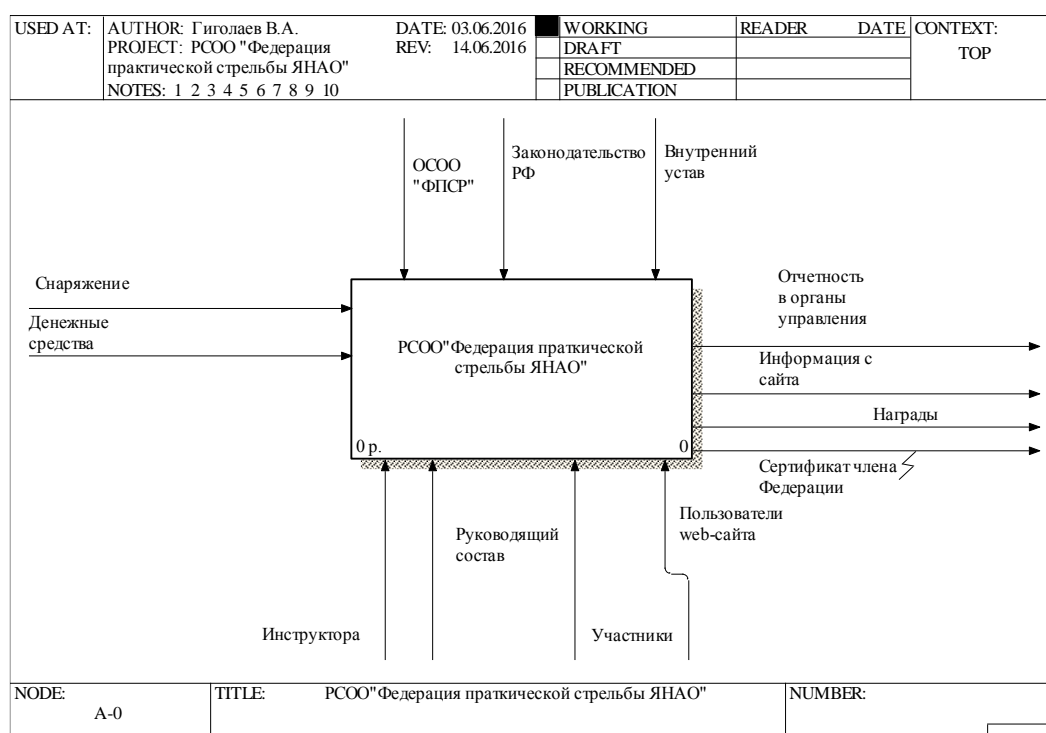 USED AT:
AUTHOR: Гиголаев В.А.
DATE: 03.06.2016
PROJECT: РСОО "Федерация
REV: 14.06.2016
практической стрельбы ЯНАО"
NOTES: 1 2 3 4 5 6 7 8 9 10
WORKING
DRAFT
RECOMMENDED
PUBLICATION
READER DATE
CONTEXT:
TOP
ОСОО
"ФПСР"
Законодательство
РФ
Внутренний
устав
Снаряжение
Денежные
средства
РСОО"Федерация праткической
стрельбы ЯНАО"
0 р.
0
Отчетность
в органы
управления
Информация с
сайта
Награды
Сертификат члена
Федерации
Пользователи
web-сайта
Руководящий
состав
Инструктора
Участники
NODE:
A-0
TITLE:
РСОО"Федерация праткической стрельбы ЯНАО"
NUMBER: